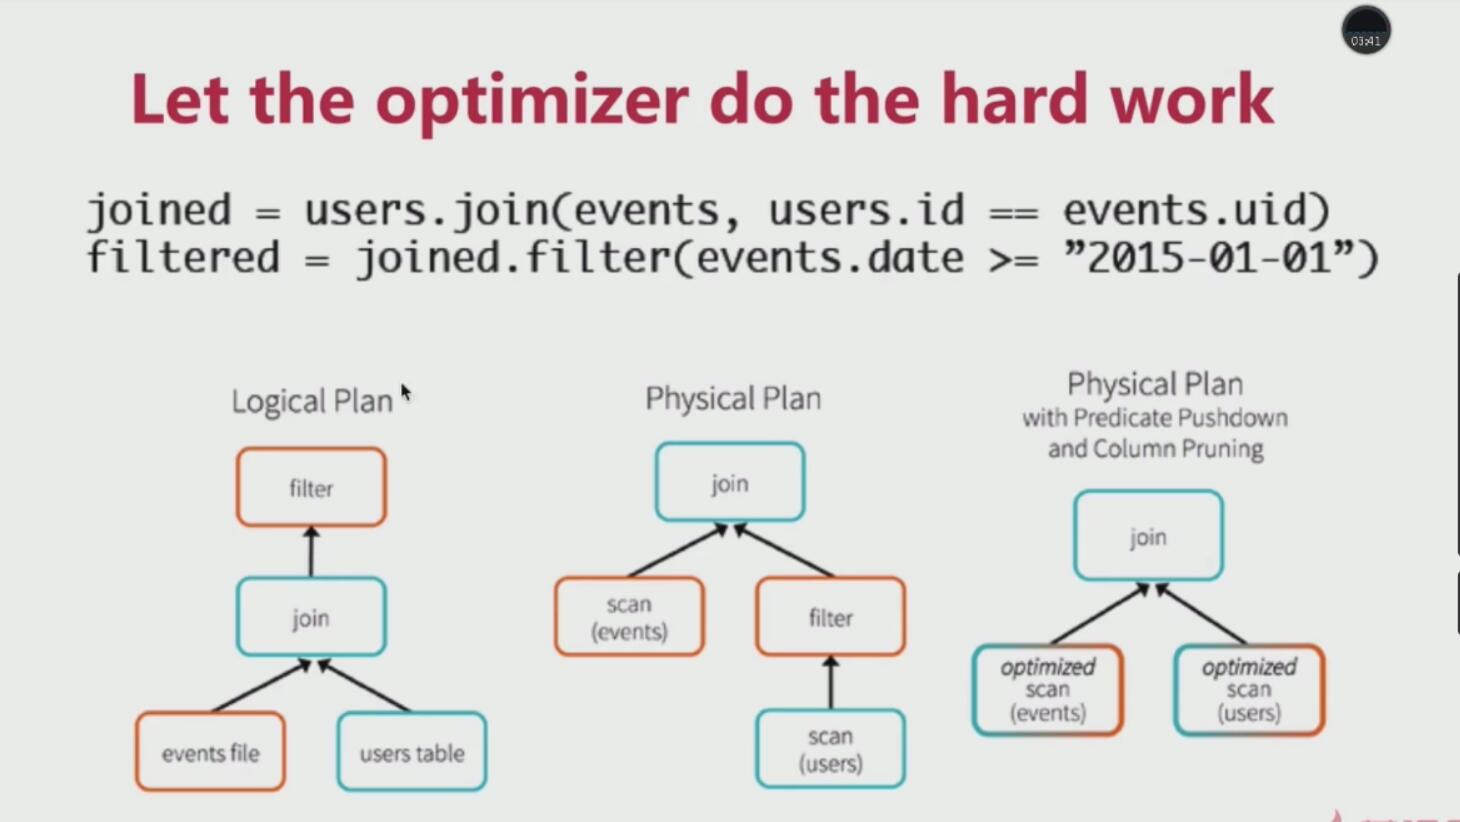 03:41
Let the optimizer do the hard work
joined = users.join(events, users.id == events.uid)
filtered = joined.filter(events.date >= ”2015-01-01”)
Logical Plan
filter
join
events file
users table
Physical Plan
join
scan
(events)
filter
scan
(users)
Physical Plan
with Predicate Pushdown
and Column Pruning
join
optimized
scan
(events)
optimized
scan
(users)